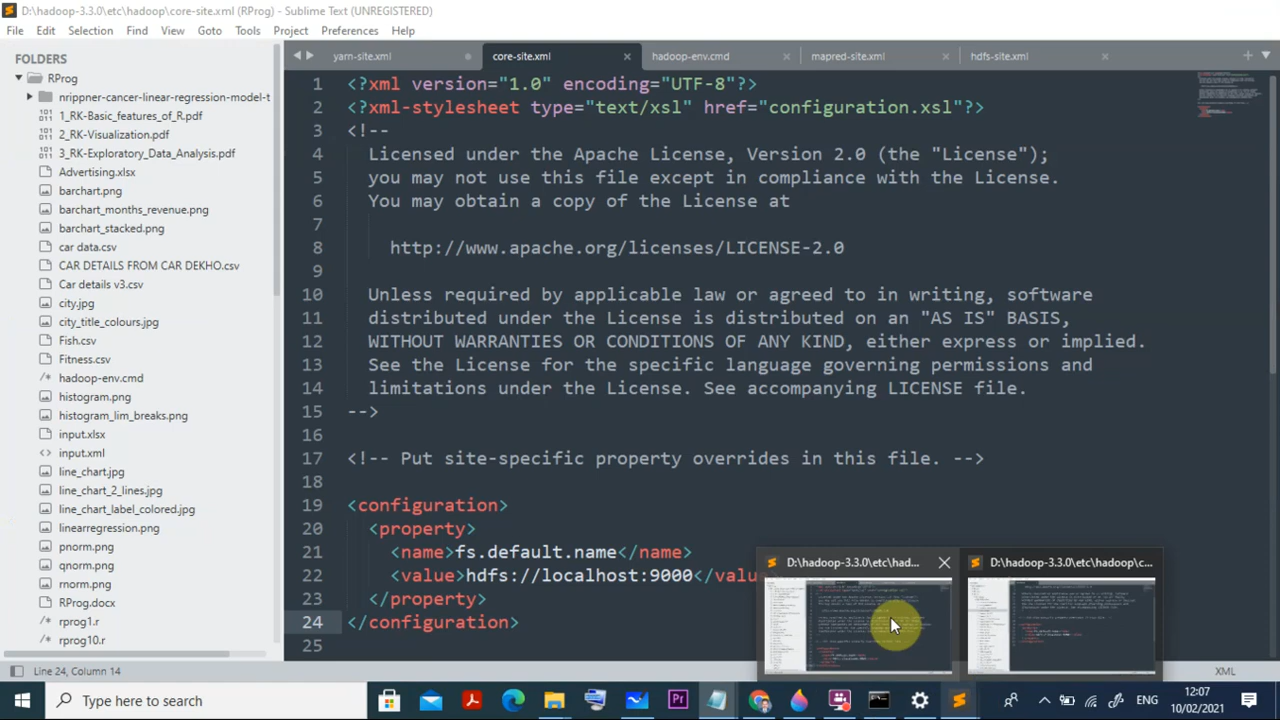 D:\hadoop-3.3.0\etc\hadoop\core-site.xml (RProg) - Sublime Text (UNREGISTERED)
File Edit Selection Find View Goto Tools Project Preferences Help
FOLDERS
RProg
nrippner-cancer-linear-regression-model-t
1_RK-Basic_features_of_R.pdf
2_RK-Visualization.pdf
3_RK-Exploratory_Data_Analysis.pdf
Advertising.xlsx
barchart.png
barchart_months_revenue.png
barchart_stacked.png
car data.csv
CAR DETAILS FROM CAR DEKHO.csv
Car details v3.csv
city.jpg
city_title_colours.jpg
Fish.csv
Fitness.csv
hadoop-env.cmd
histogram.png
histogram_lim_breaks.png
input.xlsx
input.xml
line_chart.jpg
line_chart_2_lines.jpg
line_chart_label_colored.jpg
linearregression.png
pnorm.png
qnorm.png
rnorm.png
RProg.docx
rprog1.r
rprog10.r
yarn-site.xml core-site.xml hadoop-env.cmd mapred-site.xml hdfs-site.xml
1 <?xml version="1.0" encoding="UTF-8"?>
2 <?xml-stylesheet type="text/xsl" href="configuration.xsl"?>
3 <!--
4 Licensed under the Apache License, Version 2.0 (the "License");
5 you may not use this file except in compliance with the License.
6 You may obtain a copy of the License at
7
8 http://www.apache.org/licenses/LICENSE-2.0
9
10 Unless required by applicable law or agreed to in writing, software
11 distributed under the License is distributed on an "AS IS" BASIS,
12 WITHOUT WARRANTIES OR CONDITIONS OF ANY KIND, either express or implied.
13 See the License for the specific language governing permissions and
14 limitations under the License. See accompanying LICENSE file.
15 -->
16
17 <!-- Put site-specific property overrides in this file. -->
18
19 <configuration>
20 <property>
21 <name>fs.default.name</name>
22 <value>hdfs://localhost:9000</valu
23 </property>
24 </configuration>
25
D:\hadoop-3.3.0\etc\had... D:\hadoop-3.3.0\etc\hadoop\c...
Line 24, Column 14 XML
Type here to search
ENG
12:07
10/02/2021